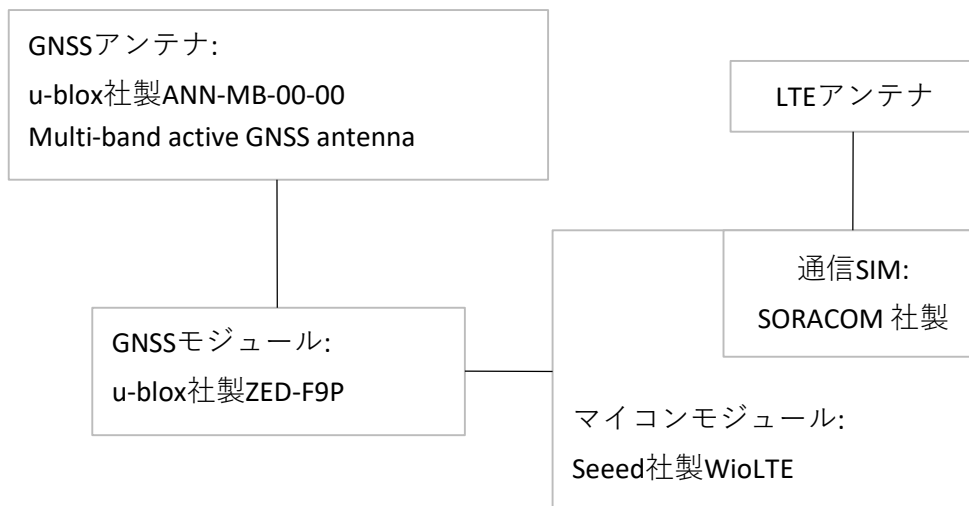 GNSSアンテナ:
u-blox社製ANN-MB-00-00
Multi-band active GNSS antenna
LTEアンテナ
通信SIM:
SORACOM 社製
GNSSモジュール:
u-blox社製ZED-F9P
マイコンモジュール:
Seeed社製WioLTE